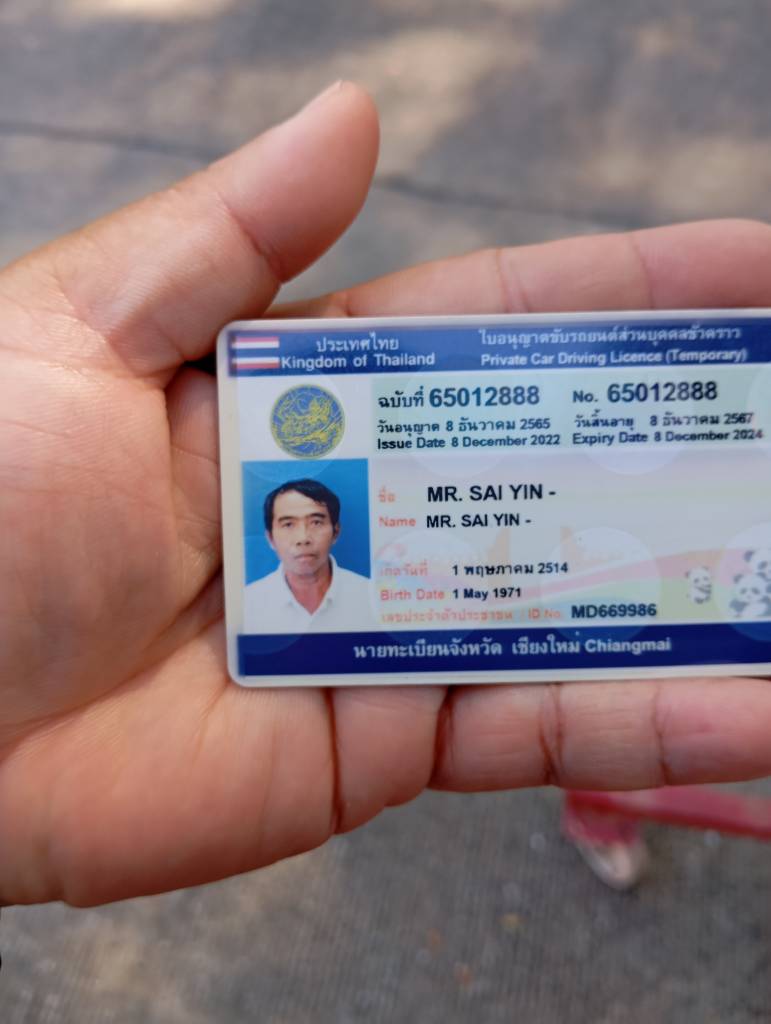 ประเทศไทย
Kingdom of Thailand
ใบอนุญาตขับรถยนต์ส่วนบุคคลชั่วคราว
Private Car Driving Licence (Temporary)
ฉบับที่ 65012888 No. 65012888
วันอนุญาต 8 ธันวาคม 2565 วันสิ้นอายุ 8 ธันวาคม 2567
Issue Date 8 December 2022 Expiry Date 8 December 2024
ชื่อ MR. SAI YIN -
Name MR. SAI YIN -
เกิดวันที่ 1 พฤษภาคม 2514
Birth Date 1 May 1971
เลขประจำตัวประชาชน ID No. MD669986
นายทะเบียนจังหวัด เชียงใหม่ Chiangmai